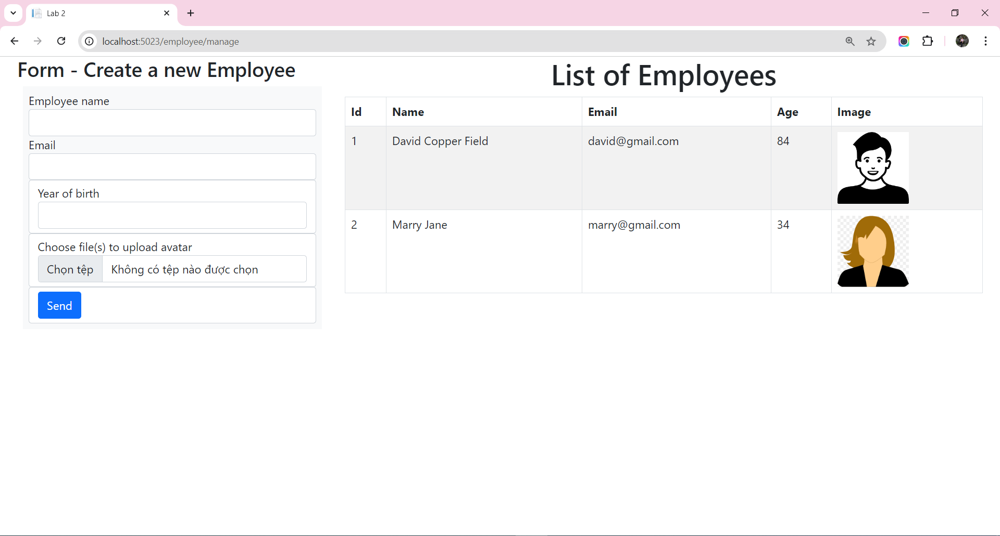 Lab 2
localhost:5023/employee/manage
Form - Create a new Employee
Employee name
Email
Year of birth
Choose file(s) to upload avatar
Chọn tệp Không có tệp nào được chọn
Send
List of Employees
Id Name Email Age Image
1 David Copper Field david@gmail.com 84
2 Marry Jane marry@gmail.com 34